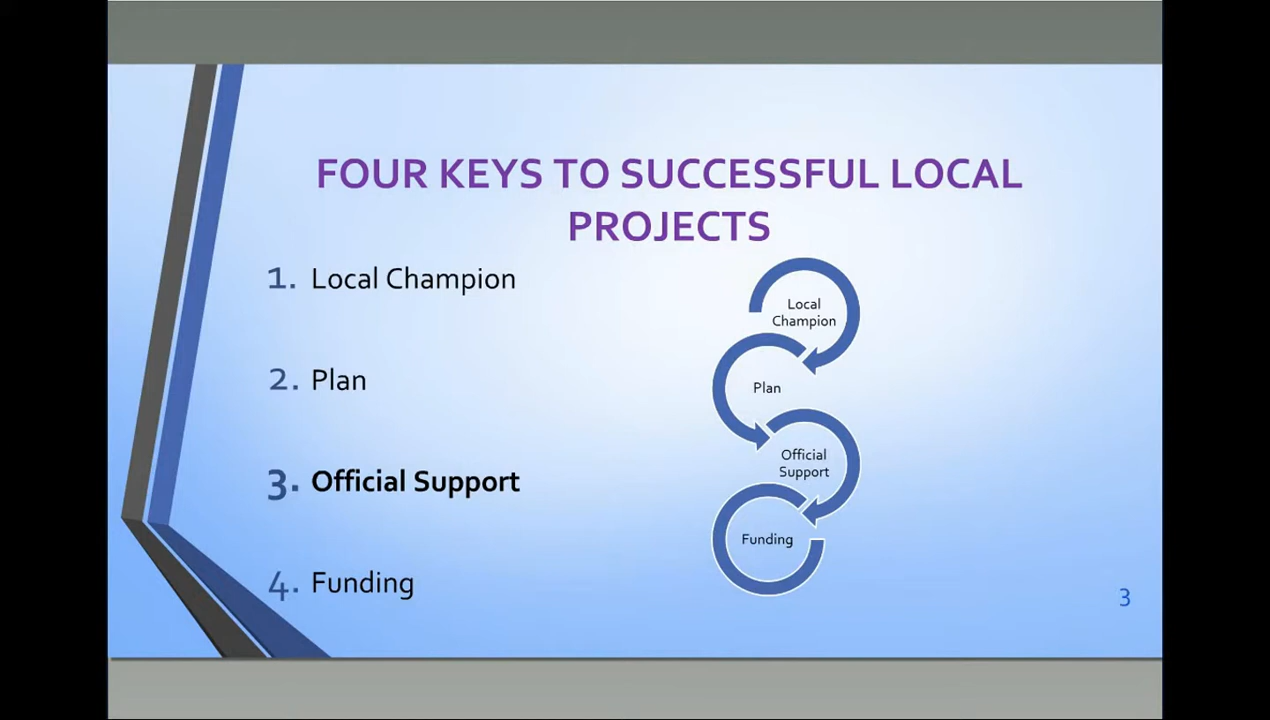 FOUR KEYS TO SUCCESSFUL LOCAL
PROJECTS
1. Local Champion
2. Plan
3. Official Support
4. Funding
Local
Champion
Plan
Official
Support
Funding
3